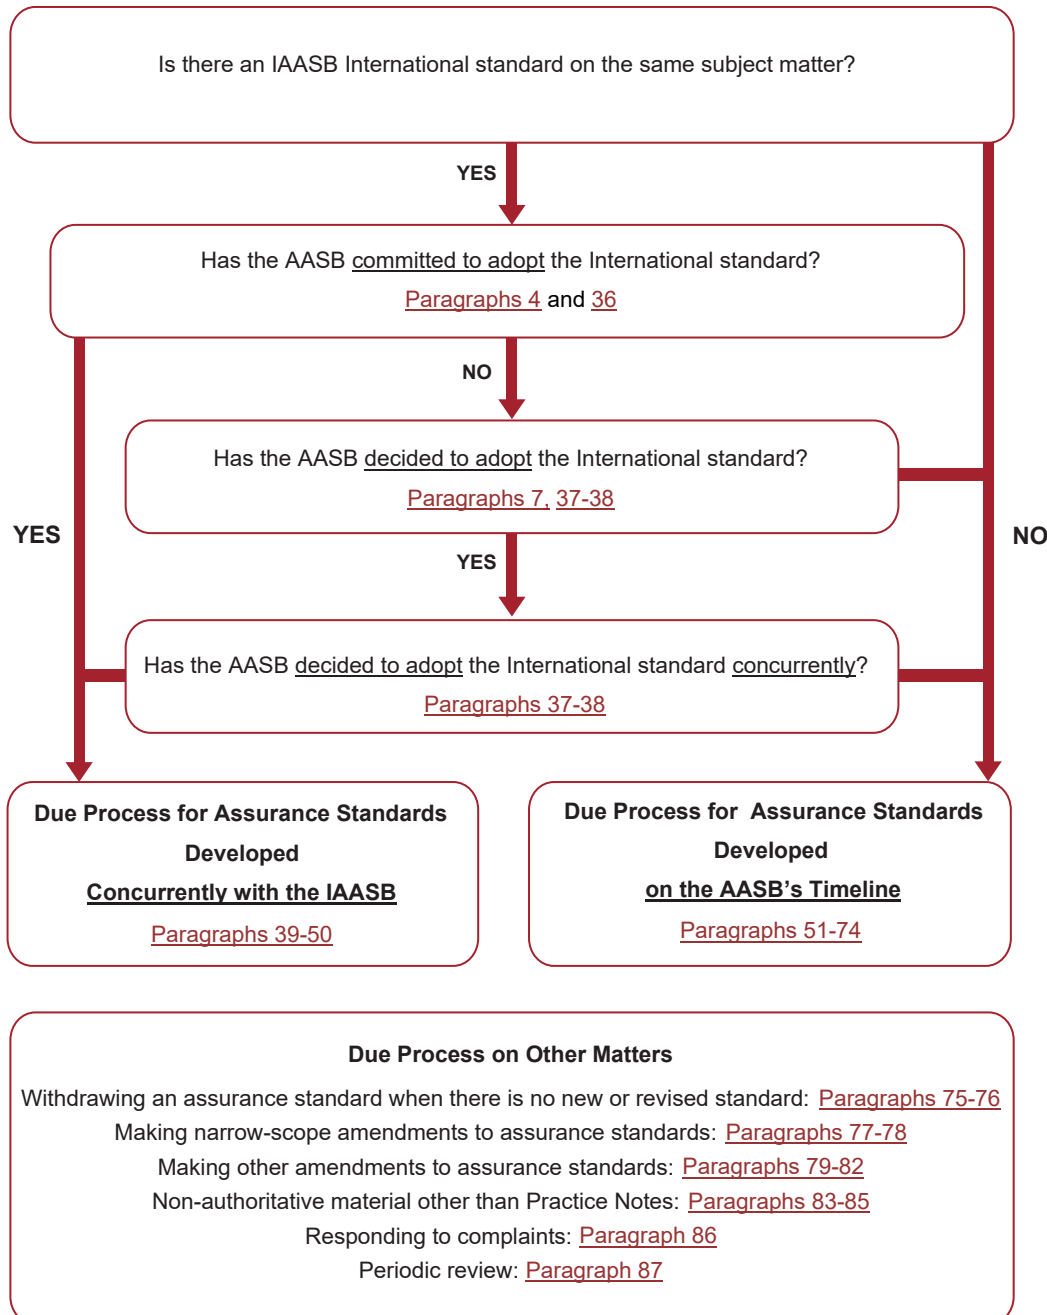 Is there an IAASB International standard on the same subject matter?
YES
Has the AASB committed to adopt the International standard?
Paragraphs 4 and 36
NO
Has the AASB decided to adopt the International standard?
Paragraphs 7, 37-38
YES
NO
YES
Has the AASB decided to adopt the International standard concurrently?
Paragraphs 37-38
Due Process for Assurance Standards
Developed
Concurrently with the IAASB
Paragraphs 39-50
Due Process for Assurance Standards
Developed
on the AASB's Timeline
Paragraphs 51-74
Due Process on Other Matters
Withdrawing an assurance standard when there is no new or revised standard: Paragraphs 75-76
Making narrow-scope amendments to assurance standards: Paragraphs 77-78
Making other amendments to assurance standards: Paragraphs 79-82
Non-authoritative material other than Practice Notes: Paragraphs 83-85
Responding to complaints: Paragraph 86
Periodic review: Paragraph 87